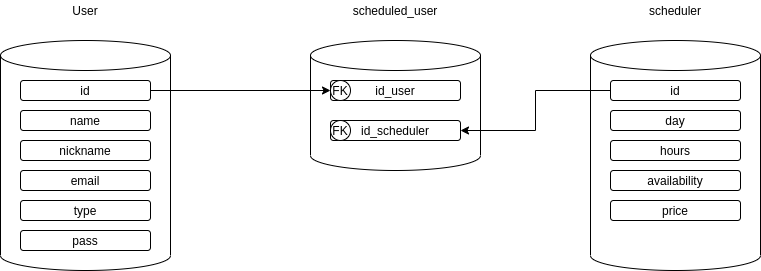 User
id
name
nickname
email
type
pass
scheduled_user
FK id_user
FK id_scheduler
scheduler
id
day
hours
availability
price